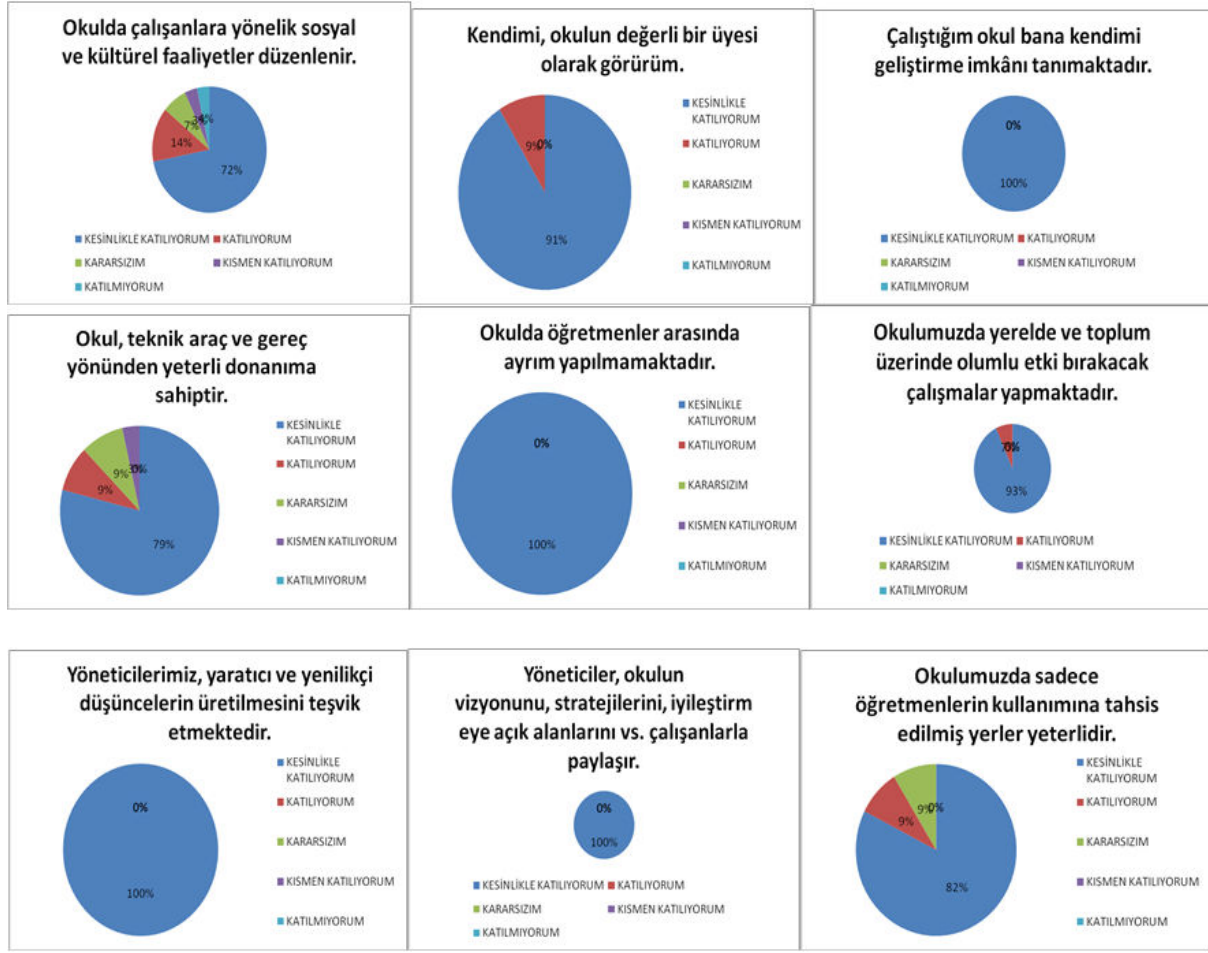 Okulda çalışanlara yönelik sosyal
ve kültürel faaliyetler düzenlenir.
7%
3%
4%
14%
72%
KESİNLİKLE KATILIYORUM
KATILIYORUM
KARARSIZIM
KISMEN KATILIYORUM
KATILMIYORUM
Kendimi, okulun değerli bir üyesi
olarak görürüm.
9%
0%
91%
KESİNLİKLE
KATILIYORUM
KATILIYORUM
KARARSIZIM
KISMEN KATILIYORUM
KATILMIYORUM
Çalıştığım okul bana kendimi
geliştirme imkânı tanımaktadır.
0%
100%
KESİNLİKLE KATILIYORUM
KATILIYORUM
KARARSIZIM
KISMEN KATILIYORUM
KATILMIYORUM
Okul, teknik araç ve gereç
yönünden yeterli donanıma
sahiptir.
9%
3%
0%
9%
79%
KESİNLİKLE
KATILIYORUM
KATILIYORUM
KARARSIZIM
KISMEN KATILIYORUM
KATILMIYORUM
Okulda öğretmenler arasında
ayrım yapılmamaktadır.
0%
100%
KESİNLİKLE
KATILIYORUM
KATILIYORUM
KARARSIZIM
KISMEN KATILIYORUM
KATILMIYORUM
Okulumuzda yerelde ve toplum
üzerinde olumlu etki bırakacak
çalışmalar yapmaktadır.
7%
0%
93%
KESİNLİKLE KATILIYORUM
KATILIYORUM
KARARSIZIM
KISMEN KATILIYORUM
KATILMIYORUM
Yöneticilerimiz, yaratıcı ve yenilikçi
düşüncelerin üretilmesini teşvik
etmektedir.
0%
100%
KESİNLİKLE
KATILIYORUM
KATILIYORUM
KARARSIZIM
KISMEN KATILIYORUM
KATILMIYORUM
Yöneticiler, okulun
vizyonunu, stratejilerini, iyileştirm
eye açık alanlarını vs. çalışanlarla
paylaşır.
0%
100%
KESİNLİKLE KATILIYORUM
KATILIYORUM
KARARSIZIM
KISMEN KATILIYORUM
KATILMIYORUM
Okulumuzda sadece
öğretmenlerin kullanımına tahsis
edilmiş yerler yeterlidir.
9%
0%
9%
82%
KESİNLİKLE
KATILIYORUM
KATILIYORUM
KARARSIZIM
KISMEN KATILIYORUM
KATILMIYORUM